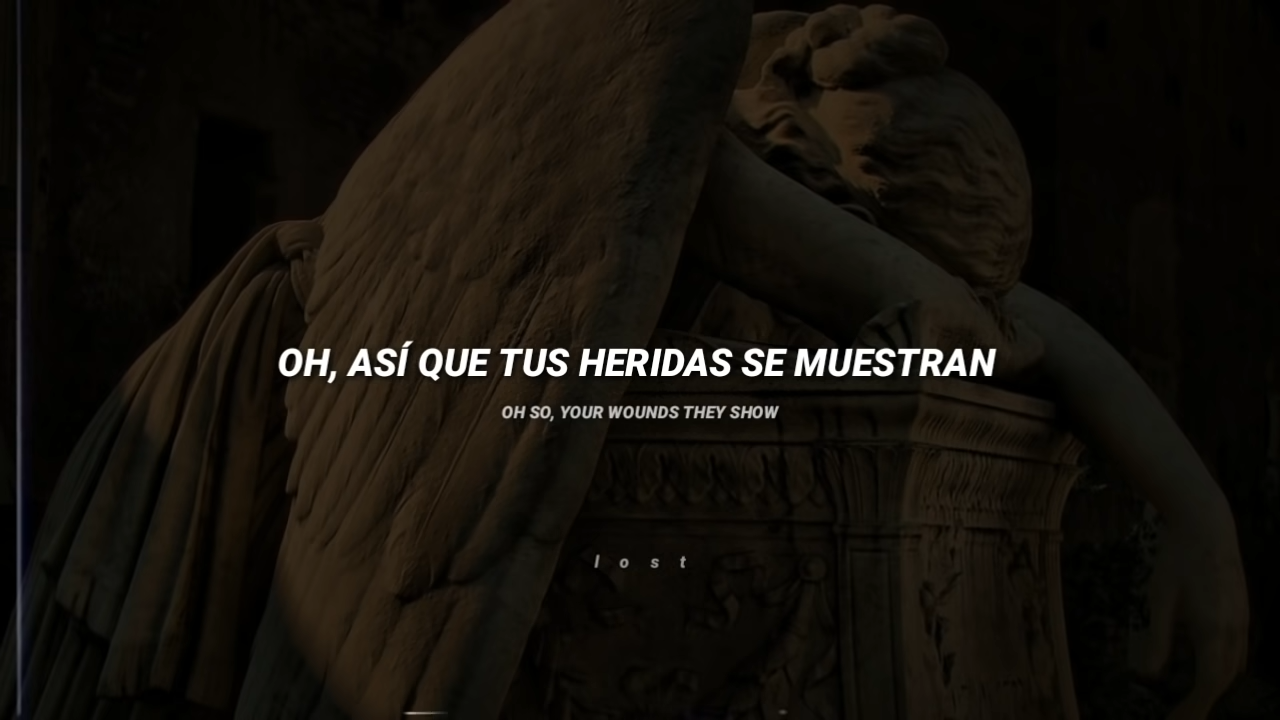 OH, ASÍ QUE TUS HERIDAS SE MUESTRAN
OH SO, YOUR WOUNDS THEY SHOW
l o s t